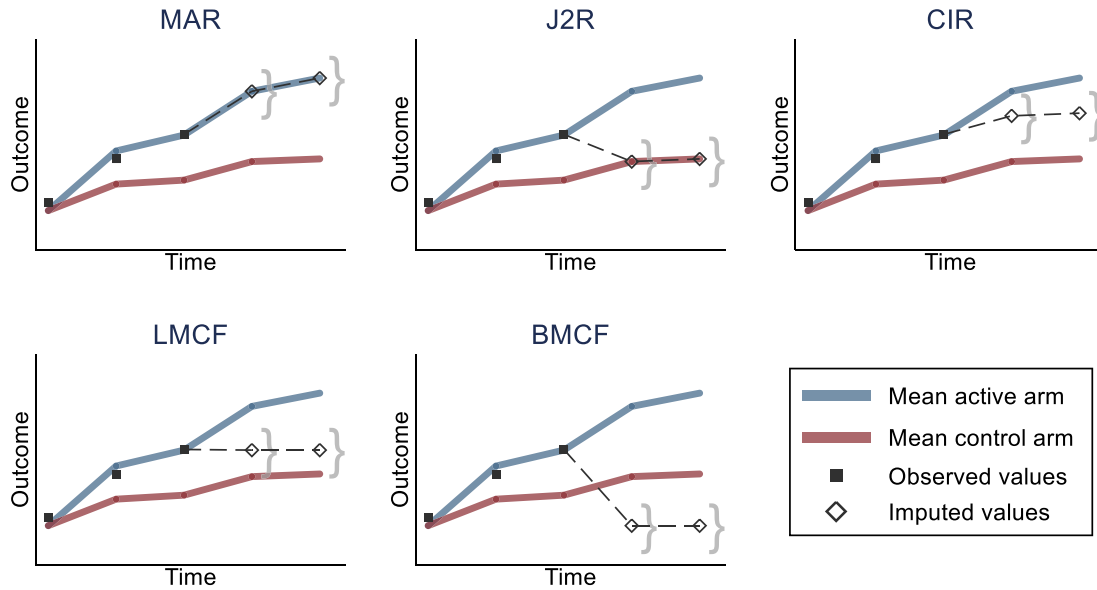 MAR
Outcome
Time
J2R
Outcome
Time
CIR
Outcome
Time
LMCF
Outcome
Time
BMCF
Outcome
Time
Mean active arm
Mean control arm
Observed values
Imputed values